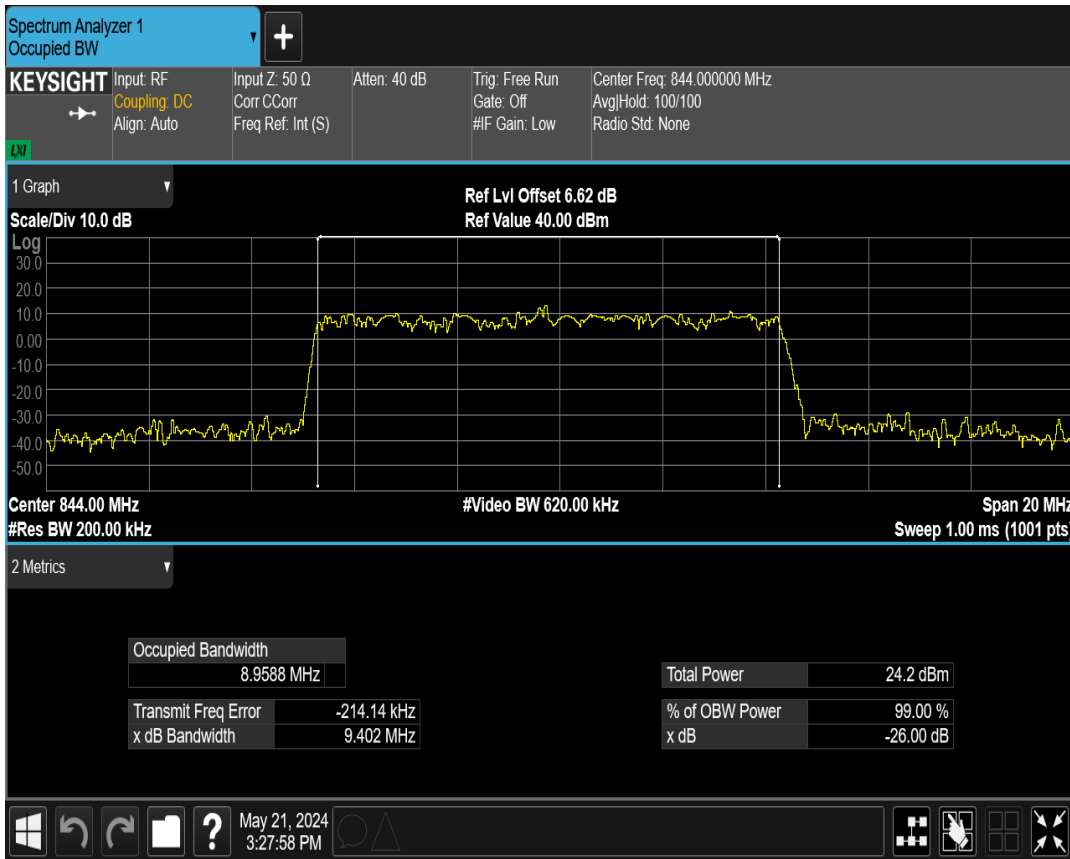 Spectrum Analyzer 1
Occupied BW
+
KEYSIGHT
LXI
Input: RF
Coupling: DC
Align: Auto
Input Z: 50 Ω
Corr CCorr
Freq Ref: Int (S)
Atten: 40 dB
Trig: Free Run
Gate: Off
#IF Gain: Low
Center Freq: 844.000000 MHz
Avg|Hold: 100/100
Radio Std: None
1 Graph
Scale/Div 10.0 dB
Ref Lvl Offset 6.62 dB
Ref Value 40.00 dBm
Log
30.0
20.0
10.0
0.00
-10.0
-20.0
-30.0
-40.0
-50.0
Center 844.00 MHz
#Video BW 620.00 kHz
Span 20 MHz
#Res BW 200.00 kHz
Sweep 1.00 ms (1001 pts)
2 Metrics
Occupied Bandwidth
8.9588 MHz
Transmit Freq Error -214.14 kHz
x dB Bandwidth 9.402 MHz
Total Power 24.2 dBm
% of OBW Power 99.00 %
x dB -26.00 dB
?
May 21, 2024
3:27:58 PM